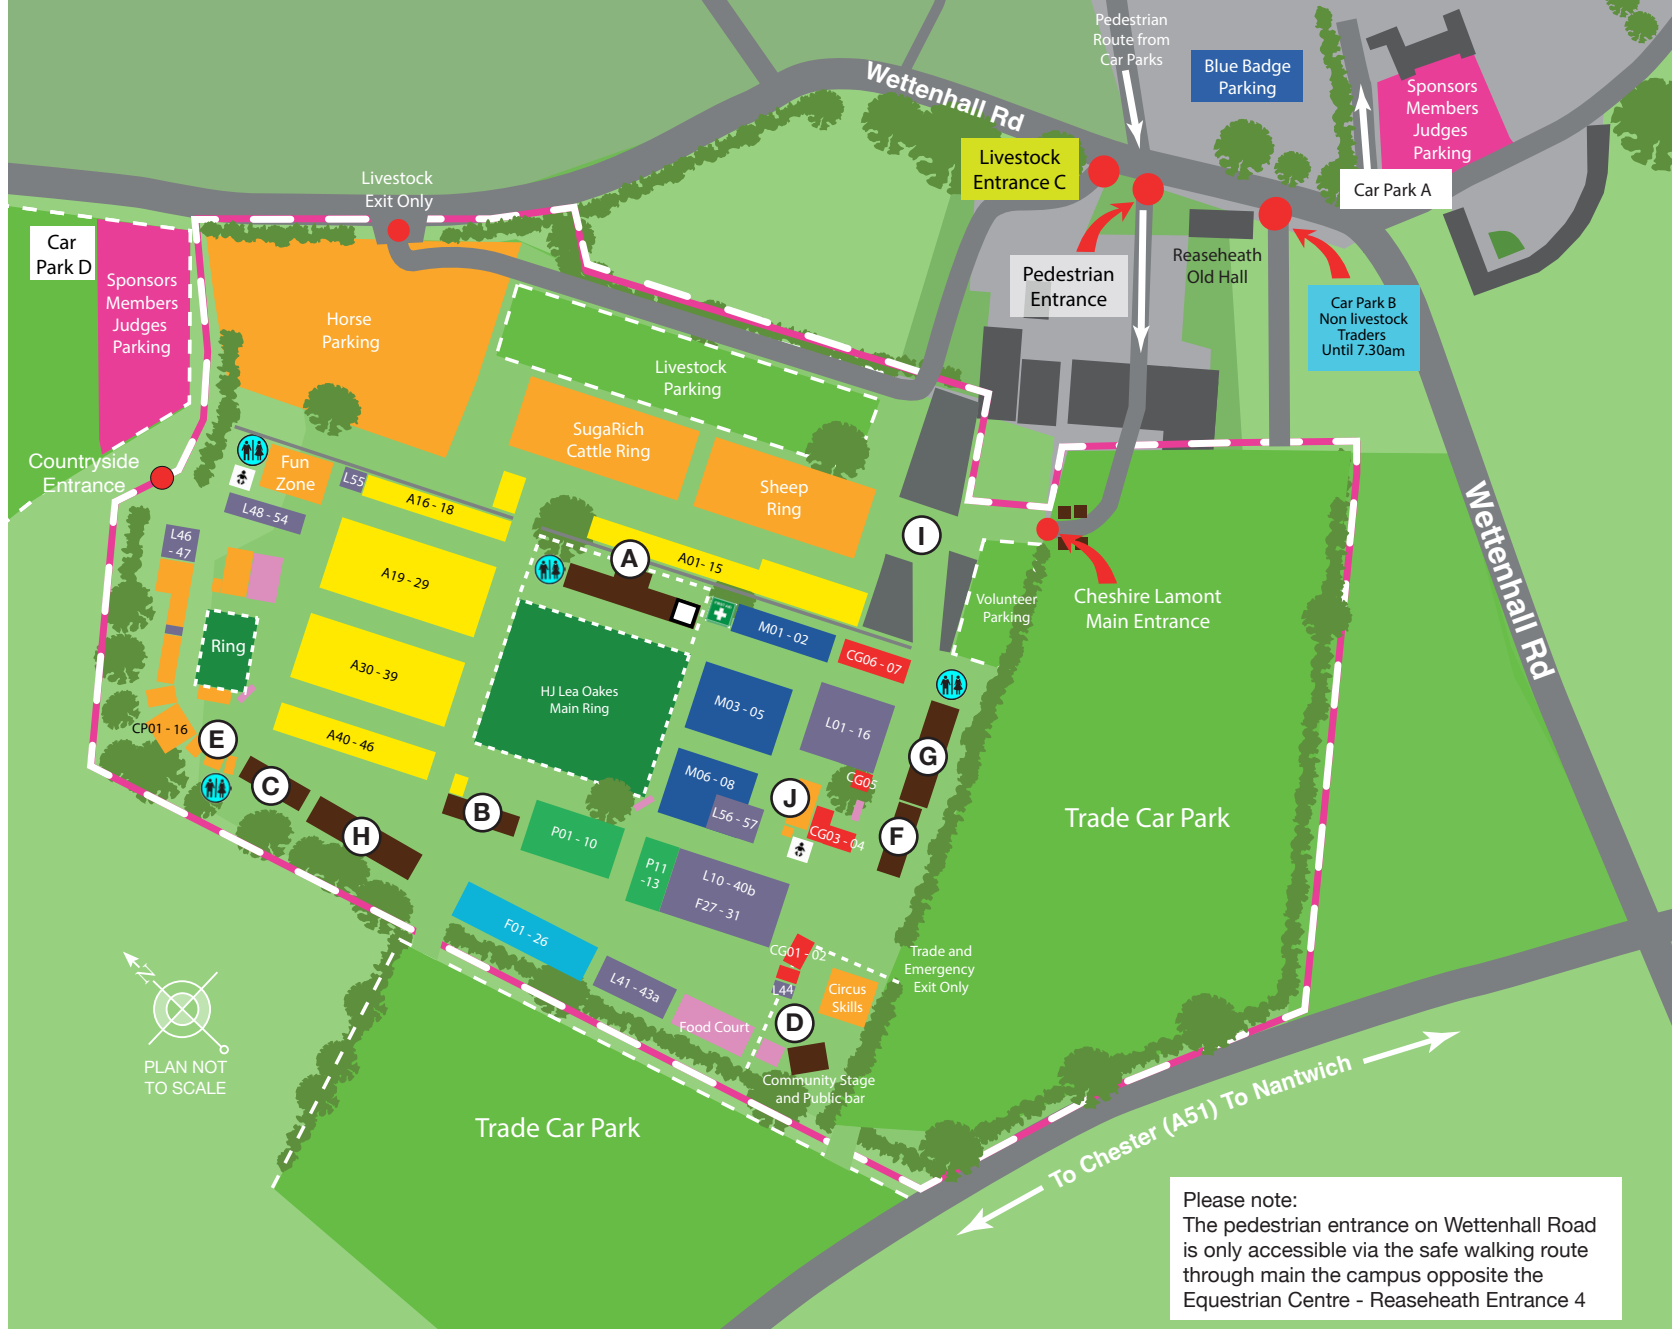 Pedestrian
Route from
Car Parks
Wettenhall Rd
Blue Badge
Parking
Sponsors
Members
Judges
Parking
Livestock
Entrance C
Car Park A
Livestock
Exit Only
Car
Park D
Sponsors
Members
Judges
Parking
Pedestrian
Entrance
Reaseheath
Old Hall
Car Park B
Non livestock
Traders
Until 7.30am
Horse
Parking
Livestock
Parking
SugaRich
Cattle Ring
Sheep
Ring
Countryside
Entrance
Fun
Zone
L55
A16 - 18
L48 - 54
L46
- 47
A19 - 29
A
A01- 15
I
Volunteer
Parking
Cheshire Lamont
Main Entrance
Wettenhall Rd
M01 - 02
CG06 - 07
Ring
A30 - 39
HJ Lea Oakes
Main Ring
M03 - 05
L01 - 16
CP01 - 16
E
A40 - 46
G
C
B
M06 - 08
J
CG05
L56 - 57
CG03 - 04
F
H
P01 - 10
Trade Car Park
P11
-13
L10 - 40b
F27 - 31
F01 - 26
CG01 - 02
Trade and
Emergency
Exit Only
L41 - 43a
L44
Circus
Skills
N
Food Court
D
PLAN NOT
TO SCALE
Community Stage
and Public bar
Trade Car Park
To Chester (A51) To Nantwich
Please note:
The pedestrian entrance on Wettenhall Road
is only accessible via the safe walking route
through main the campus opposite the
Equestrian Centre - Reaseheath Entrance 4